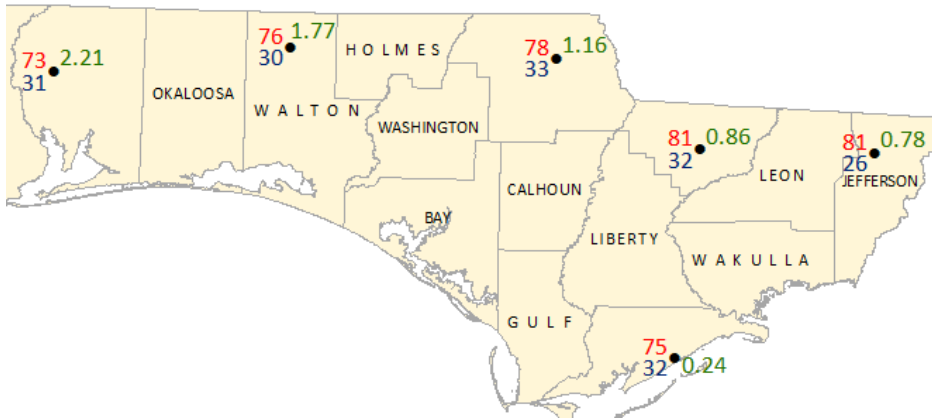 73 2.21
31
OKALOOSA
76 1.77
30
WALTON
HOLMES
WASHINGTON
78 1.16
33
BAY
CALHOUN
GULF
81 0.86
32
LIBERTY
LEON
WAKULLA
81 0.78
26
JEFFERSON
75
32 0.24